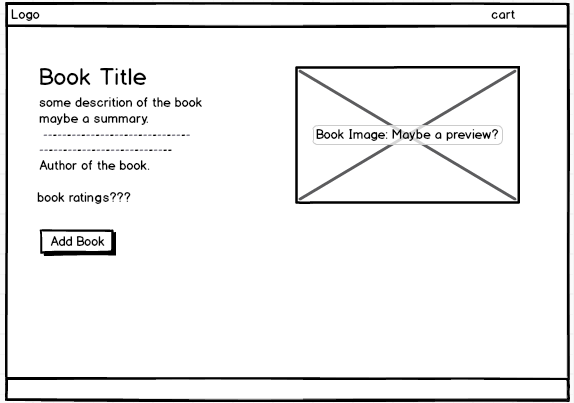 Logo
cart
Book Title
some descrition of the book
maybe a summary.
Author of the book.
book ratings???
Add Book
Book Image: Maybe a preview?